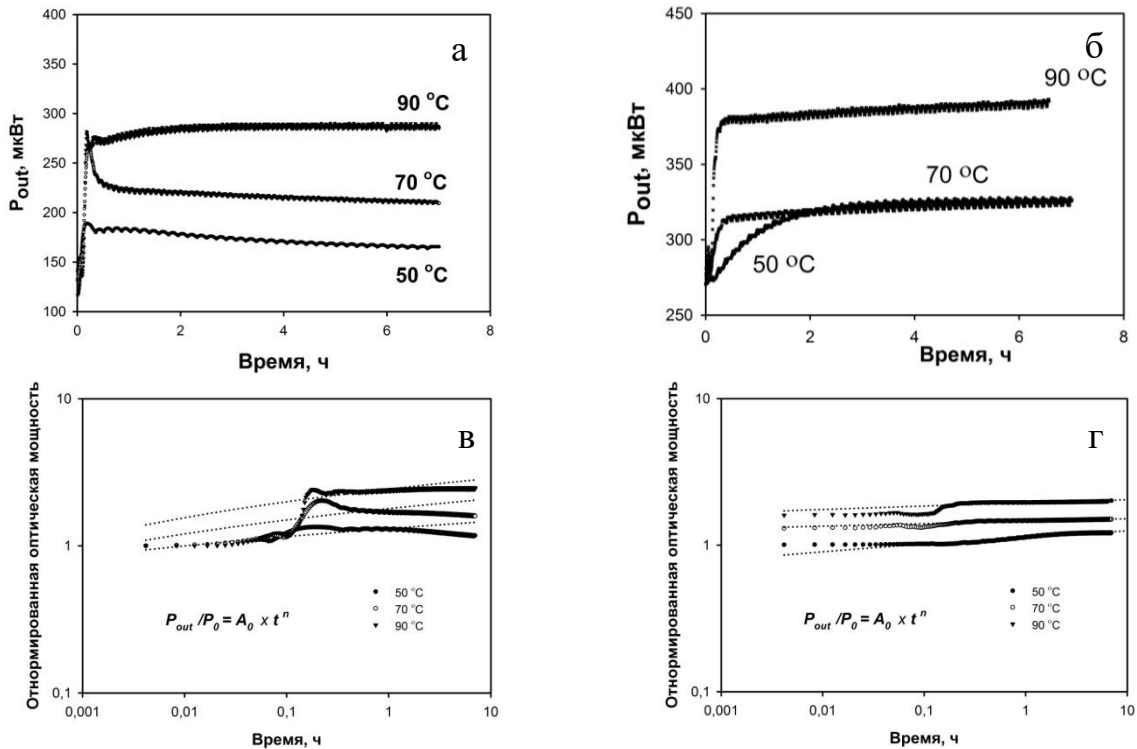 а
400
350
300
250
200
150
100
90 °C
70 °C
50 °C
P_out, мкВт
0 2 4 6 8
Время, ч
б
450
400
350
300
250
90 °C
70 °C
50 °C
P_out, мкВт
0 2 4 6 8
Время, ч
в
Отнормированная оптическая мощность
10
1
0,1
50 °C
70 °C
90 °C
P_out /P_0 = A_0 x t^n
0,001 0,01 0,1 1 10
Время, ч
г
Отнормированная оптическая мощность
10
1
0,1
50 °C
70 °C
90 °C
P_out /P_0 = A_0 x t^n
0,001 0,01 0,1 1 10
Время, ч